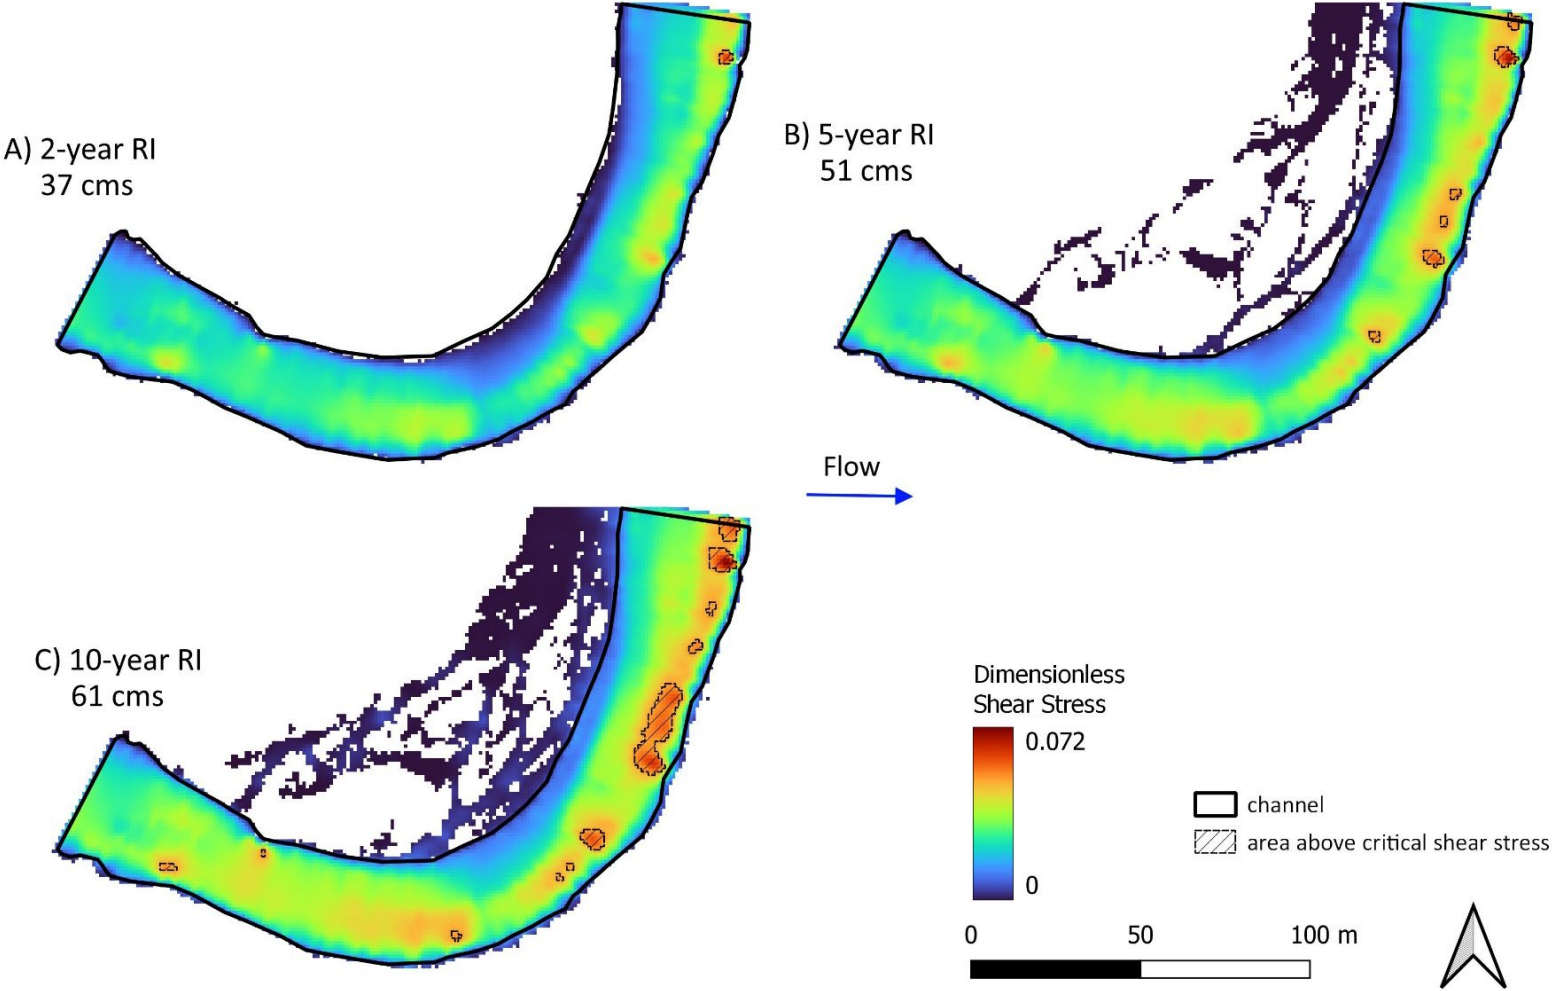 A) 2-year RI
37 cms
B) 5-year RI
51 cms
Flow
C) 10-year RI
61 cms
Dimensionless
Shear Stress
0.072
0
channel
area above critical shear stress
0 50 100 m